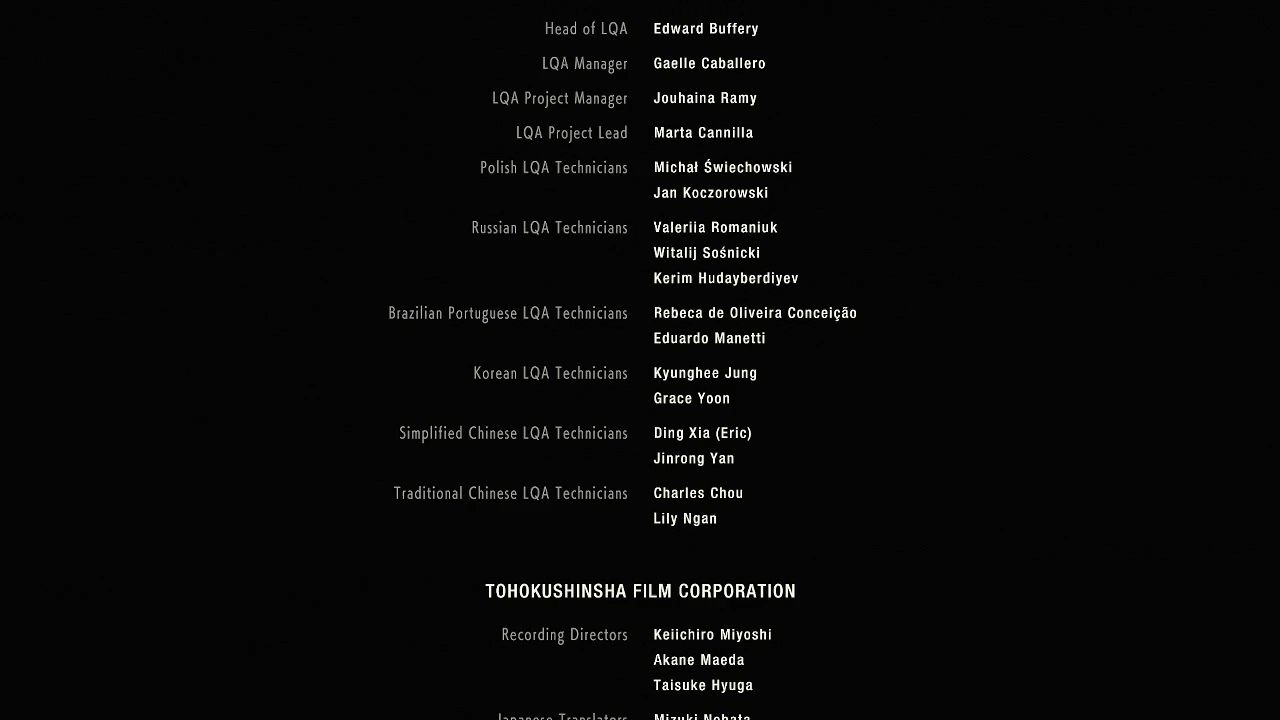 Head of LQA Edward Buffery
LQA Manager Gaelle Caballero
LQA Project Manager Jouhaina Ramy
LQA Project Lead Marta Cannilla
Polish LQA Technicians Michał Świechowski
Jan Koczorowski
Russian LQA Technicians Valeriia Romaniuk
Witalij Sośnicki
Kerim Hudayberdiyev
Brazilian Portuguese LQA Technicians Rebeca de Oliveira Conceição
Eduardo Manetti
Korean LQA Technicians Kyunghee Jung
Grace Yoon
Simplified Chinese LQA Technicians Ding Xia (Eric)
Jinrong Yan
Traditional Chinese LQA Technicians Charles Chou
Lily Ngan
TOHOKUSHINSHA FILM CORPORATION
Recording Directors Keiichiro Miyoshi
Akane Maeda
Taisuke Hyuga
Japanese Translators Mizuki Nobata